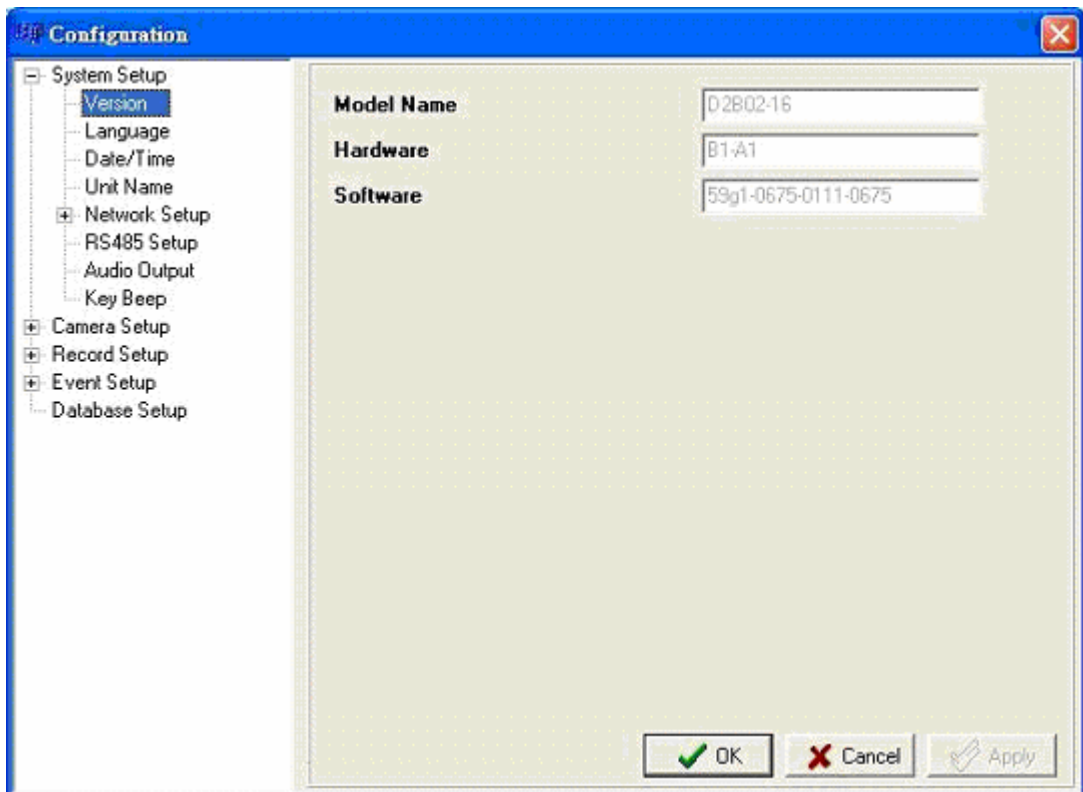 Configuration
System Setup
Version
Language
Date/Time
Unit Name
Network Setup
RS485 Setup
Audio Output
Key Beep
Camera Setup
Record Setup
Event Setup
Database Setup
Model Name
D2B02-16
Hardware
B1-A1
Software
59g1-0675-0111-0675
OK
Cancel
Apply